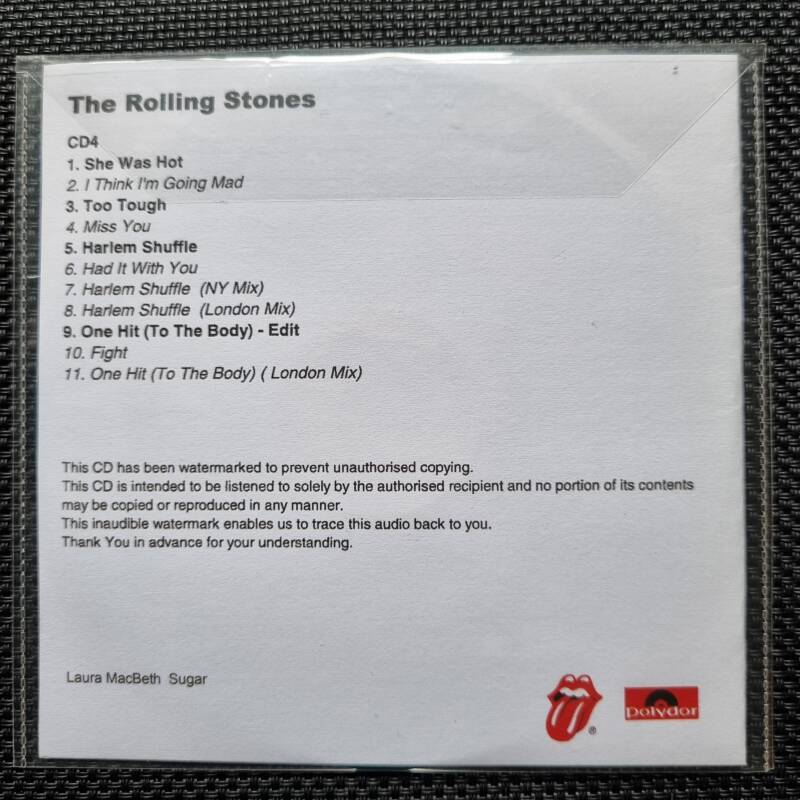 The Rolling Stones
CD4
1. She Was Hot
2. I Think I'm Going Mad
3. Too Tough
4. Miss You
5. Harlem Shuffle
6. Had It With You
7. Harlem Shuffle (NY Mix)
8. Harlem Shuffle (London Mix)
9. One Hit (To The Body) - Edit
10. Fight
11. One Hit (To The Body) ( London Mix)
This CD has been watermarked to prevent unauthorised copying.
This CD is intended to be listened to solely by the authorised recipient and no portion of its contents
may be copied or reproduced in any manner.
This inaudible watermark enables us to trace this audio back to you.
Thank You in advance for your understanding.
Laura MacBeth Sugar
®
polydor